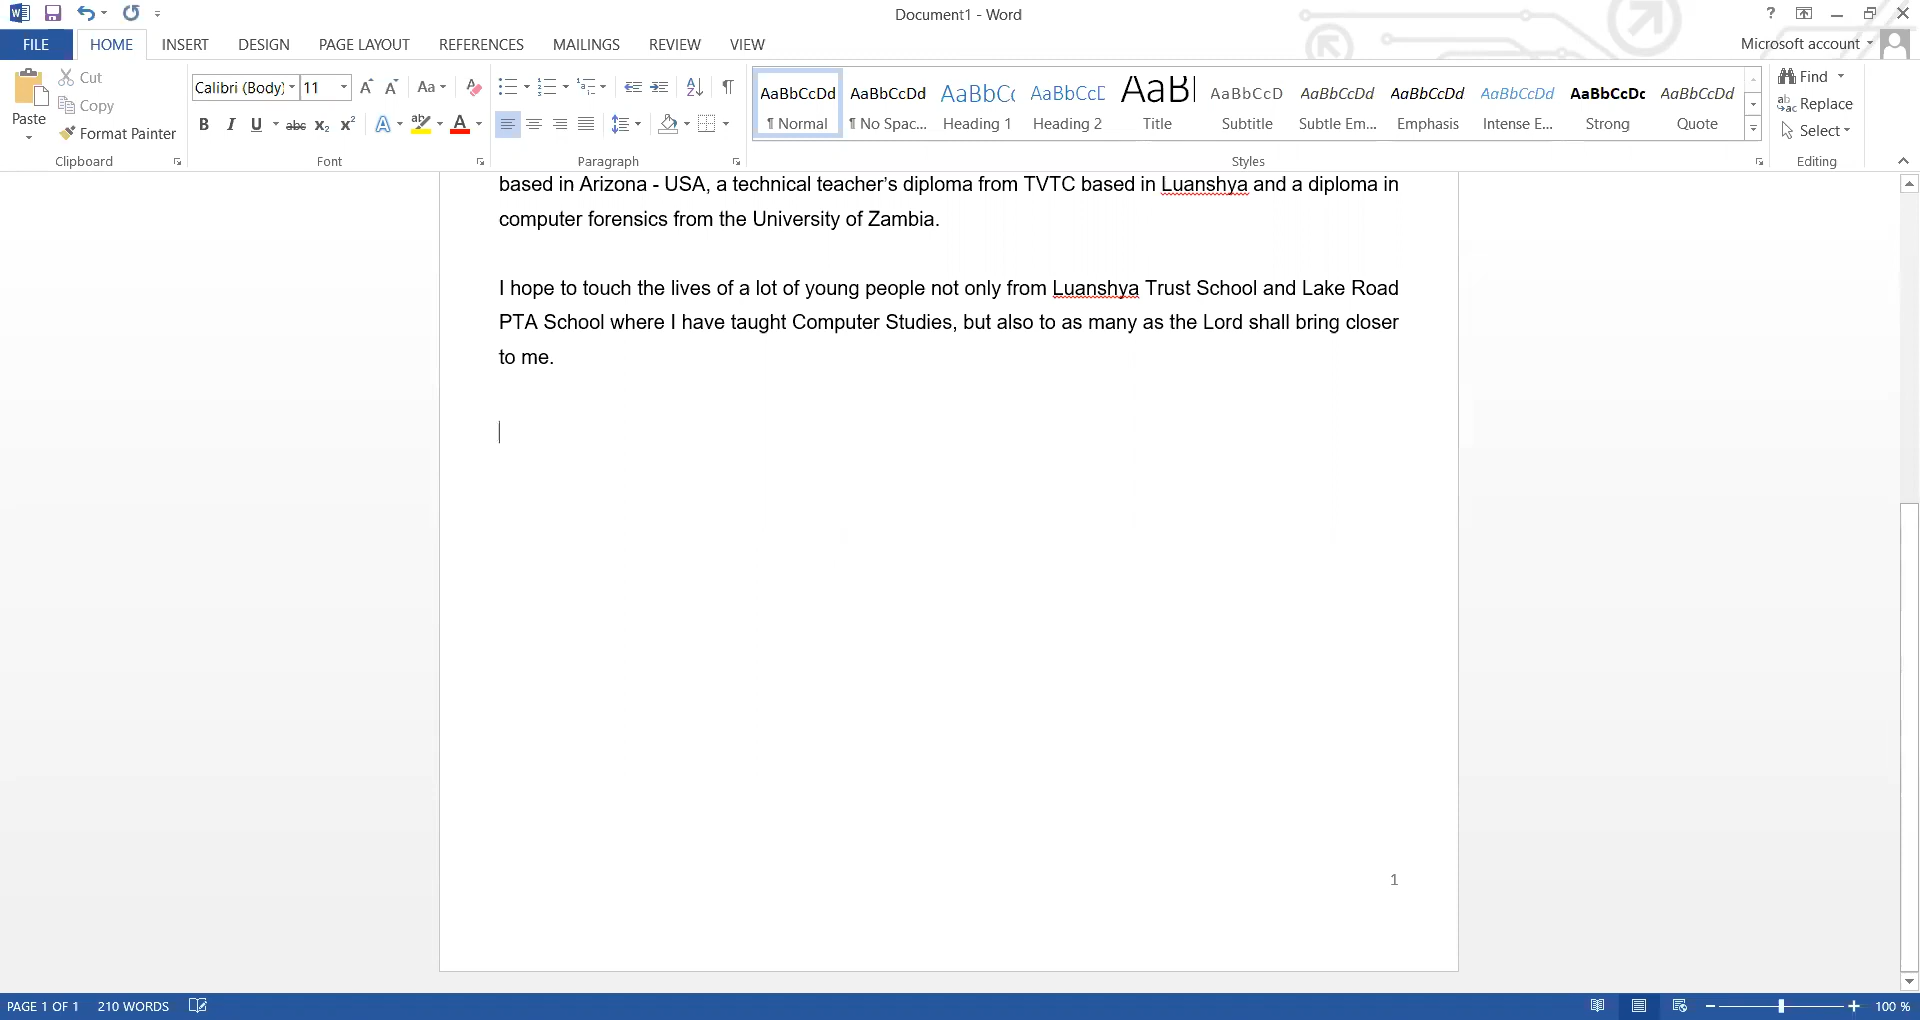 Document1 - Word
?
FILE HOME INSERT DESIGN PAGE LAYOUT REFERENCES MAILINGS REVIEW VIEW
Microsoft account
Paste
Cut
Copy
Format Painter
Clipboard
Calibri (Body) 11
Aa
B I U abc x₂ x²
A ab A
Font
Paragraph
AaBbCcDd AaBbCcDd AaBbCc AaBbCcD AaBl AaBbCcD AaBbCcDd AaBbCcDd AaBbCcDd AaBbCcDc AaBbCcDd
¶ Normal ¶ No Spac... Heading 1 Heading 2 Title Subtitle Subtle Em... Emphasis Intense E... Strong Quote
Styles
Find
Replace
Select
Editing
based in Arizona - USA, a technical teacher’s diploma from TVTC based in Luanshya and a diploma in
computer forensics from the University of Zambia.
I hope to touch the lives of a lot of young people not only from Luanshya Trust School and Lake Road
PTA School where I have taught Computer Studies, but also to as many as the Lord shall bring closer
to me.
1
PAGE 1 OF 1 210 WORDS
100 %